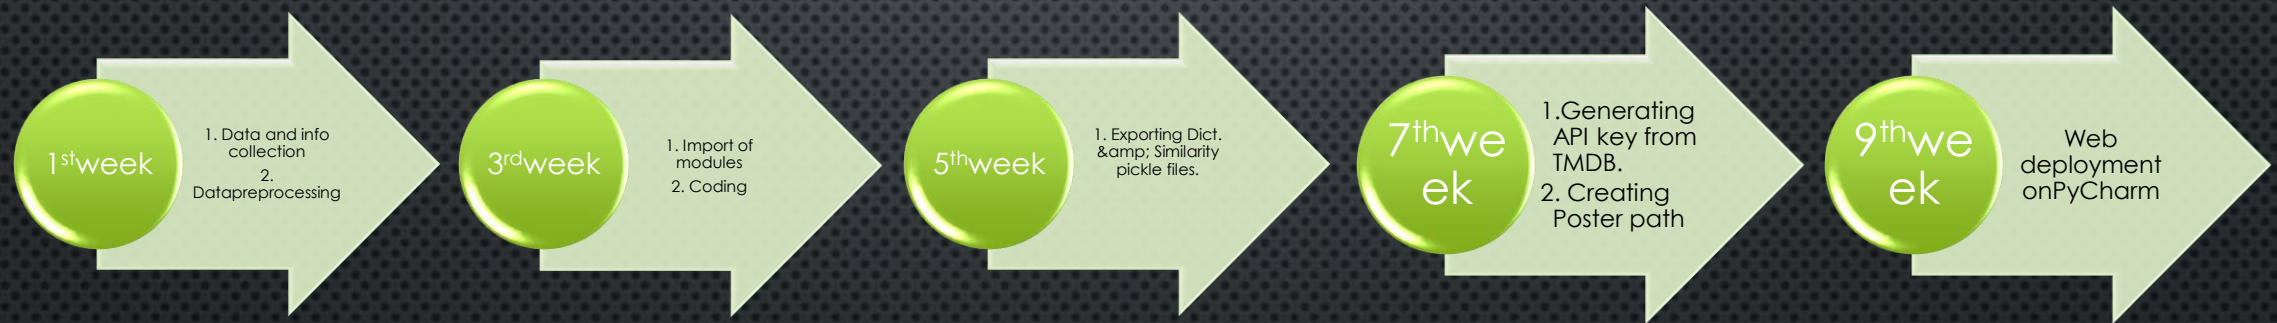 1stweek
1. Data and info
collection
2.
Datapreprocessing
3rdweek
1. Import of
modules
2. Coding
5thweek
1. Exporting Dict.
&amp; Similarity
pickle files.
7thwe
ek
1.Generating
API key from
TMDB.
2. Creating
Poster path
9thwe
ek
Web
deployment
onPyCharm